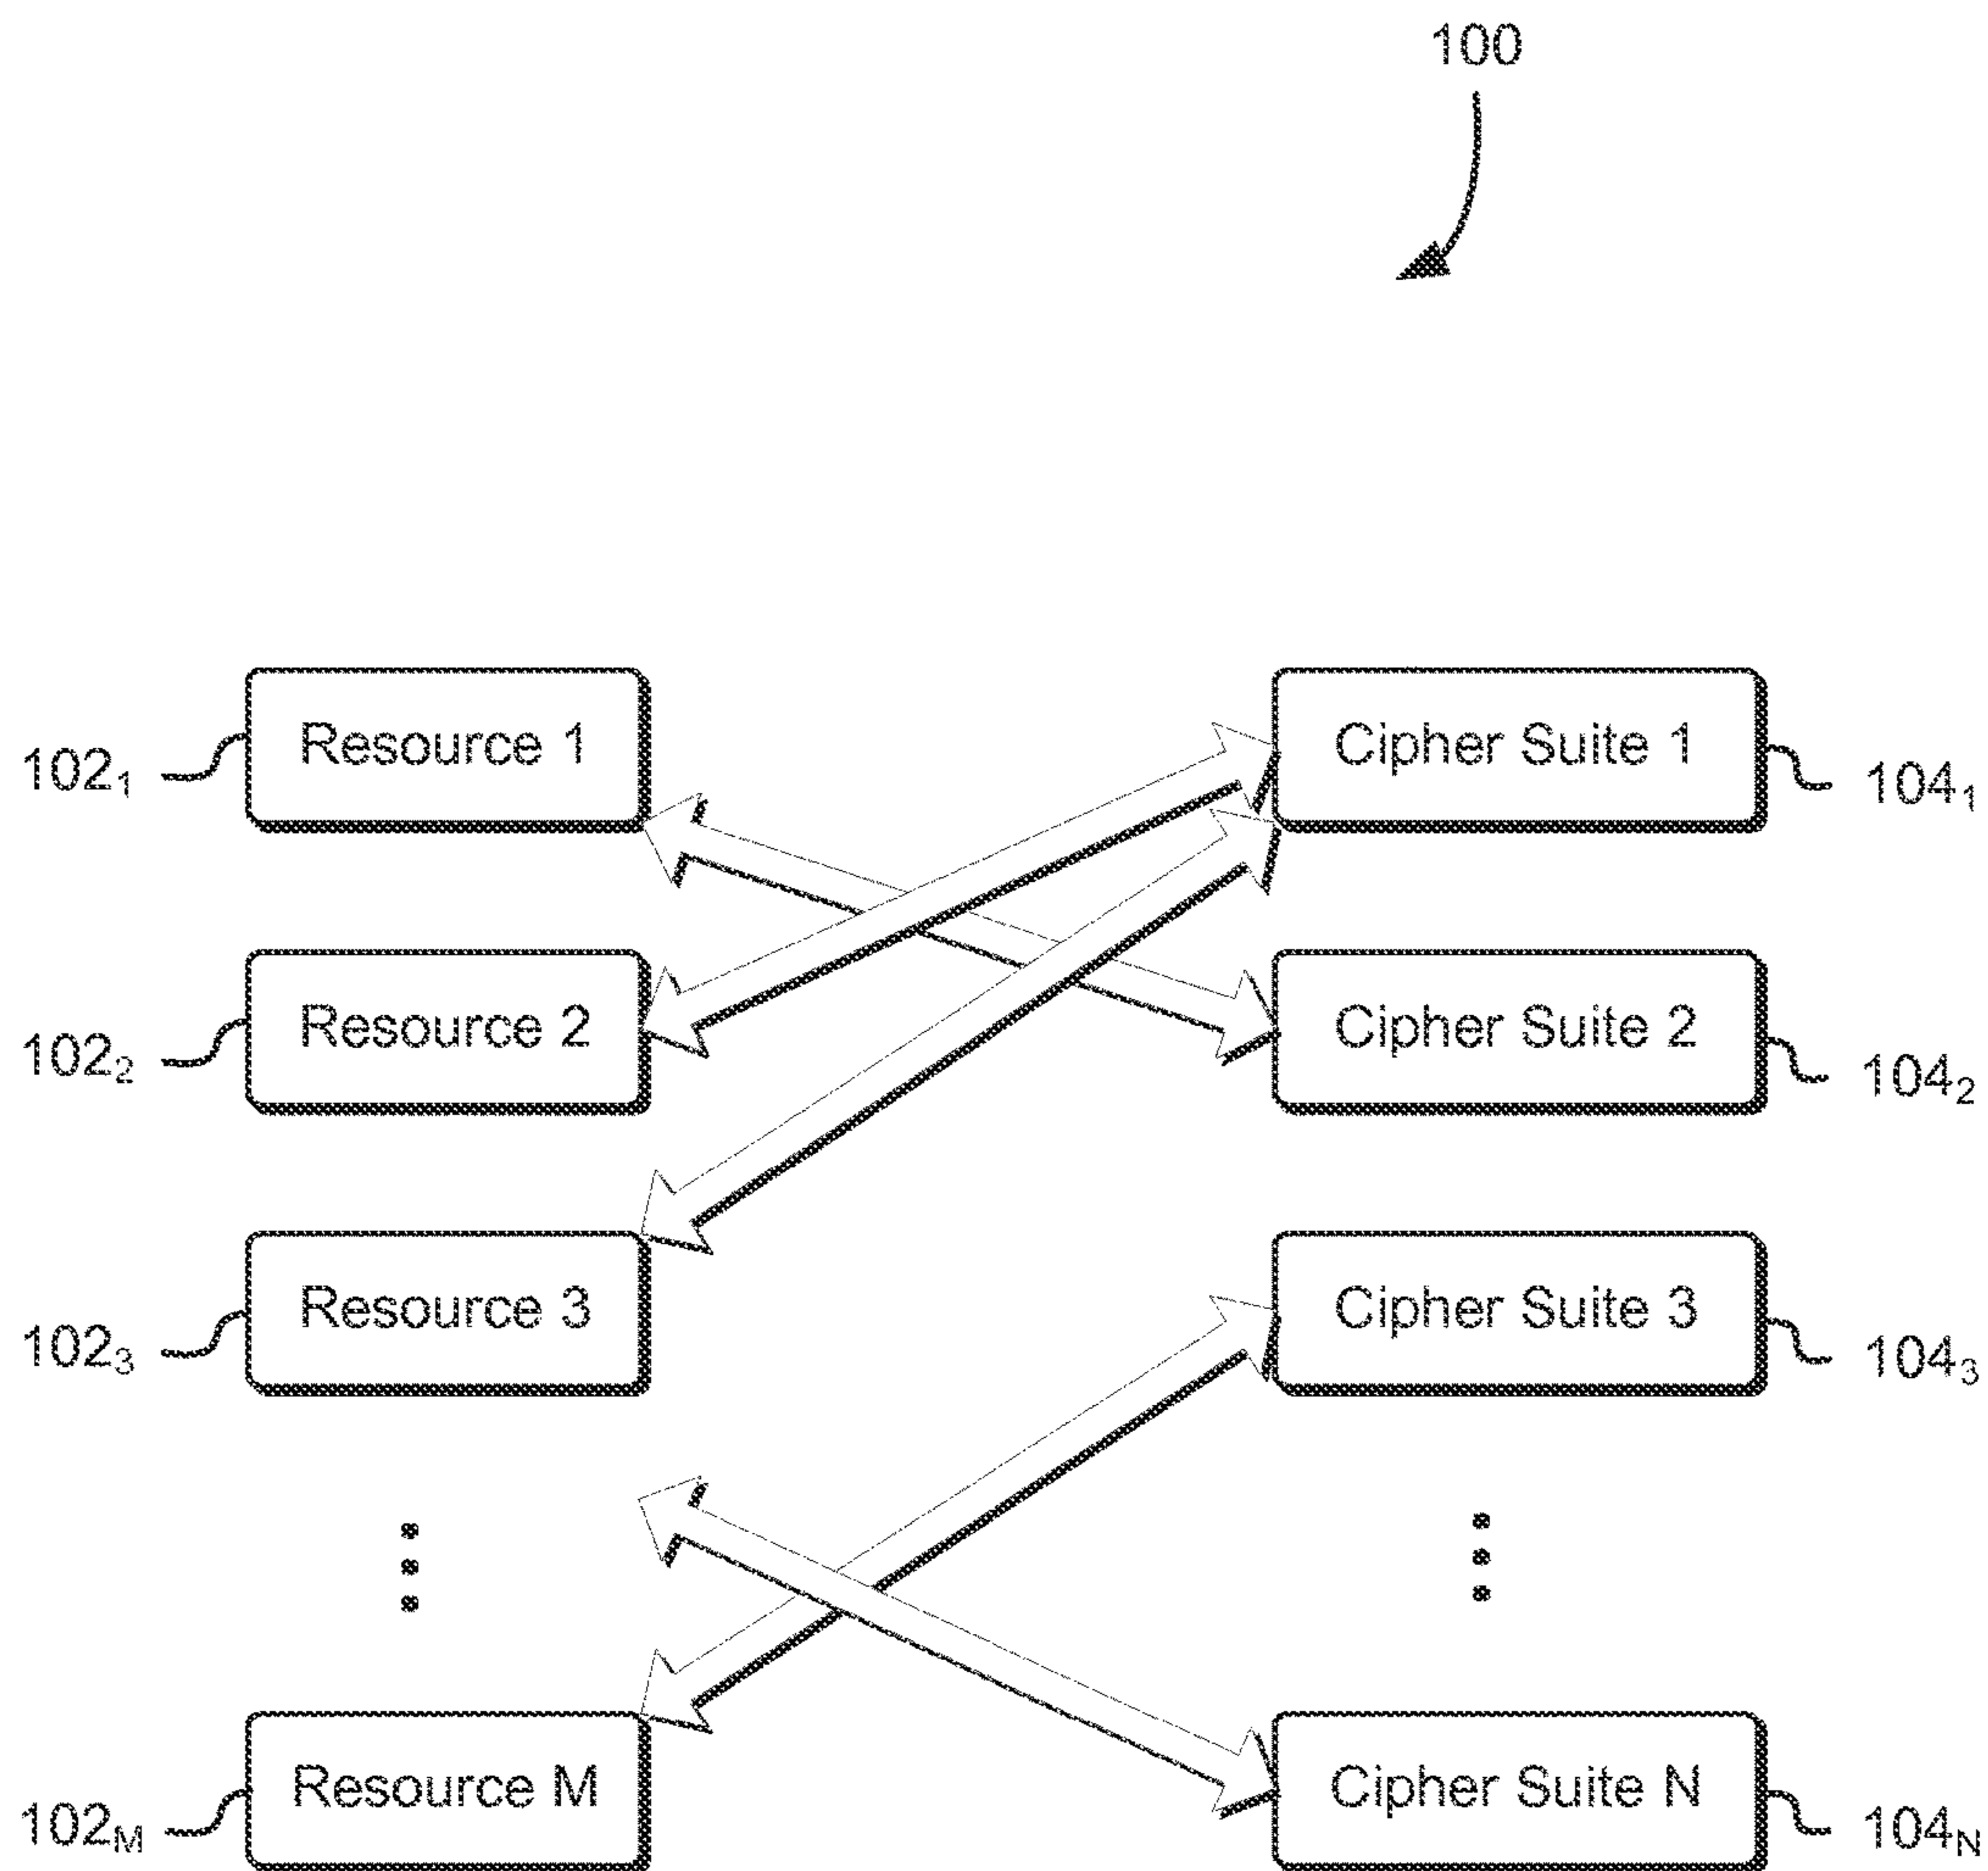 100
Resource 1
Cipher Suite 1
102₁
104₁
Resource 2
Cipher Suite 2
102₂
104₂
Resource 3
Cipher Suite 3
102₃
104₃
Resource M
Cipher Suite N
102M
104N